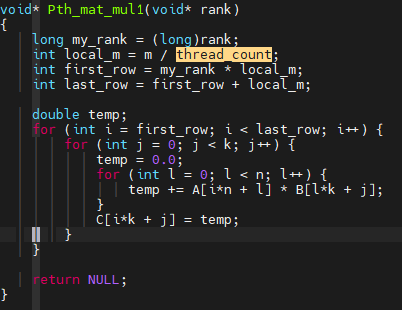 void* Pth_mat_mul1(void* rank)
{
    long my_rank = (long)rank;
    int local_m = m / thread_count;
    int first_row = my_rank * local_m;
    int last_row = first_row + local_m;

    double temp;
    for (int i = first_row; i < last_row; i++) {
        for (int j = 0; j < k; j++) {
            temp = 0.0;
            for (int l = 0; l < n; l++) {
                temp += A[i*n + l] * B[l*k + j];
            }
            C[i*k + j] = temp;
        }
    }

    return NULL;
}